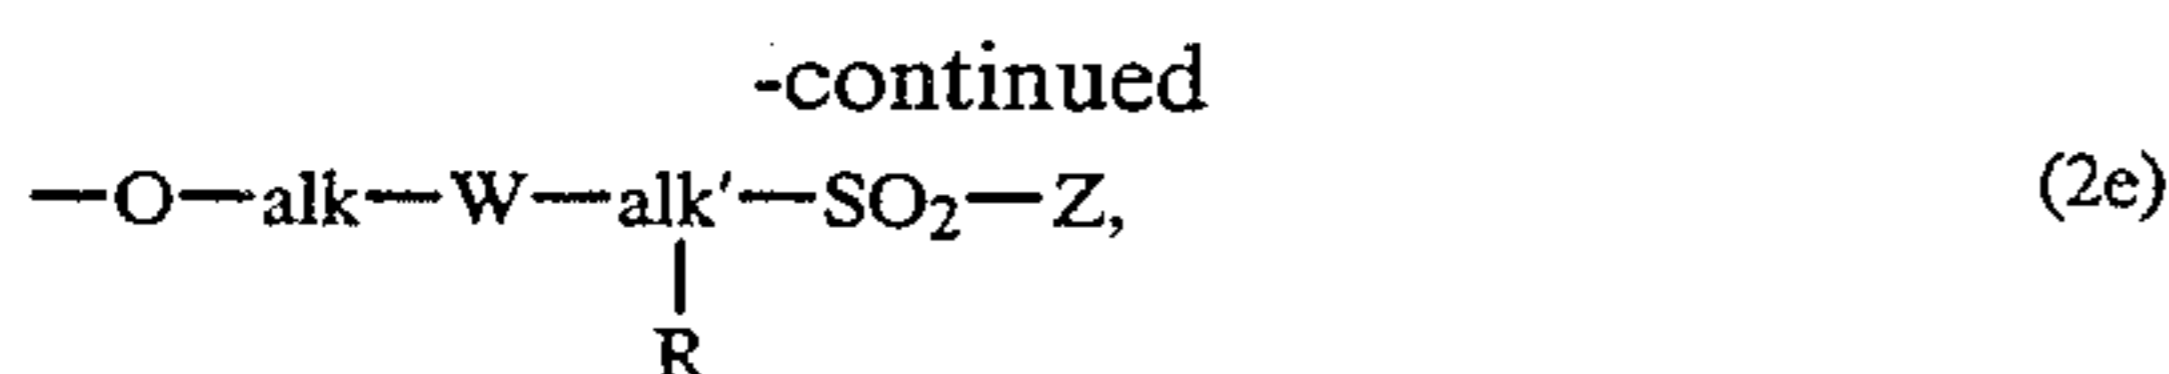 -continued
—O—alk—W—alk'—SO₂—Z, (2e)
|
R